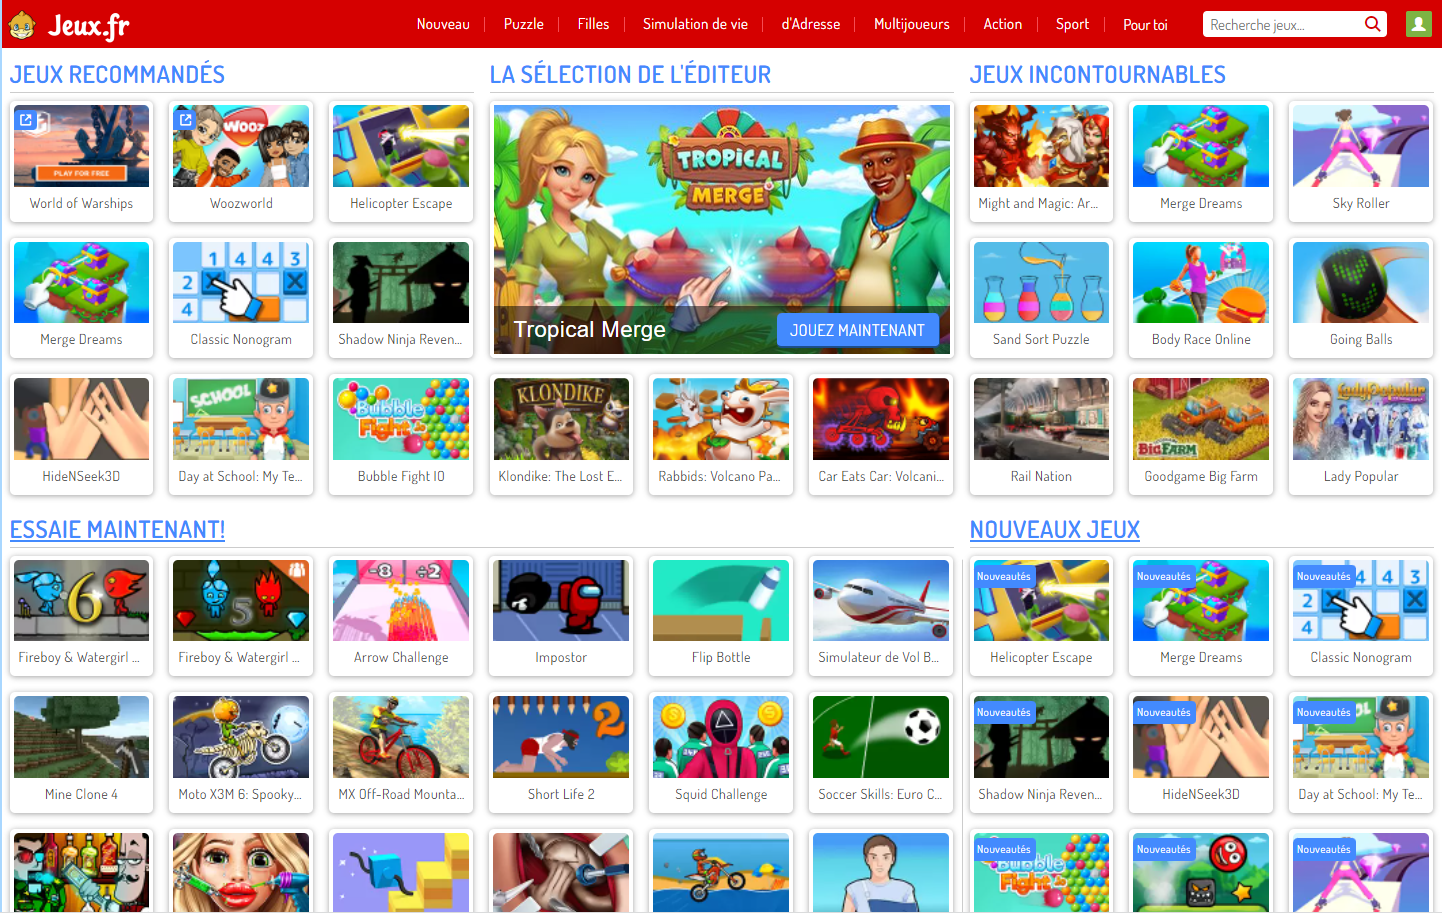 Jeux.fr
Nouveau
Puzzle
Filles
Simulation de vie
d'Adresse
Multijoueurs
Action
Sport
Pour toi
Recherche jeux...
JEUX RECOMMANDÉS
PLAY FOR FREE
World of Warships
WOOZ
Woozworld
Helicopter Escape
Merge Dreams
1 4 4 3
2
4
Classic Nonogram
Shadow Ninja Reven...
HideNSeek3D
SCHOOL
Day at School: My Te...
Bubble Fight.io
Bubble Fight IO
LA SÉLECTION DE L'ÉDITEUR
TROPICAL
MERGE
Tropical Merge
JOUEZ MAINTENANT
KLONDIKE
Klondike: The Lost E...
Rabbids: Volcano Pa...
Car Eats Car: Volcani...
JEUX INCONTOURNABLES
Might and Magic: Ar...
Merge Dreams
Sky Roller
Sand Sort Puzzle
Body Race Online
Going Balls
Rail Nation
BIGFARM
Goodgame Big Farm
LadyPopular
Lady Popular
ESSAIE MAINTENANT!
6
Fireboy & Watergirl ...
5
Fireboy & Watergirl ...
-8 ÷2
Arrow Challenge
Impostor
Flip Bottle
Simulateur de Vol B...
Mine Clone 4
Moto X3M 6: Spooky...
MX Off-Road Mounta...
2
Short Life 2
Squid Challenge
Soccer Skills: Euro C...
NOUVEAUX JEUX
Nouveautés
Helicopter Escape
Nouveautés
Merge Dreams
Nouveautés
4 4 3
2
4
Classic Nonogram
Nouveautés
Shadow Ninja Reven...
Nouveautés
HideNSeek3D
Nouveautés
OL
Day at School: My Te...
Nouveautés
Bubble Fight.io
Nouveautés
Nouveautés